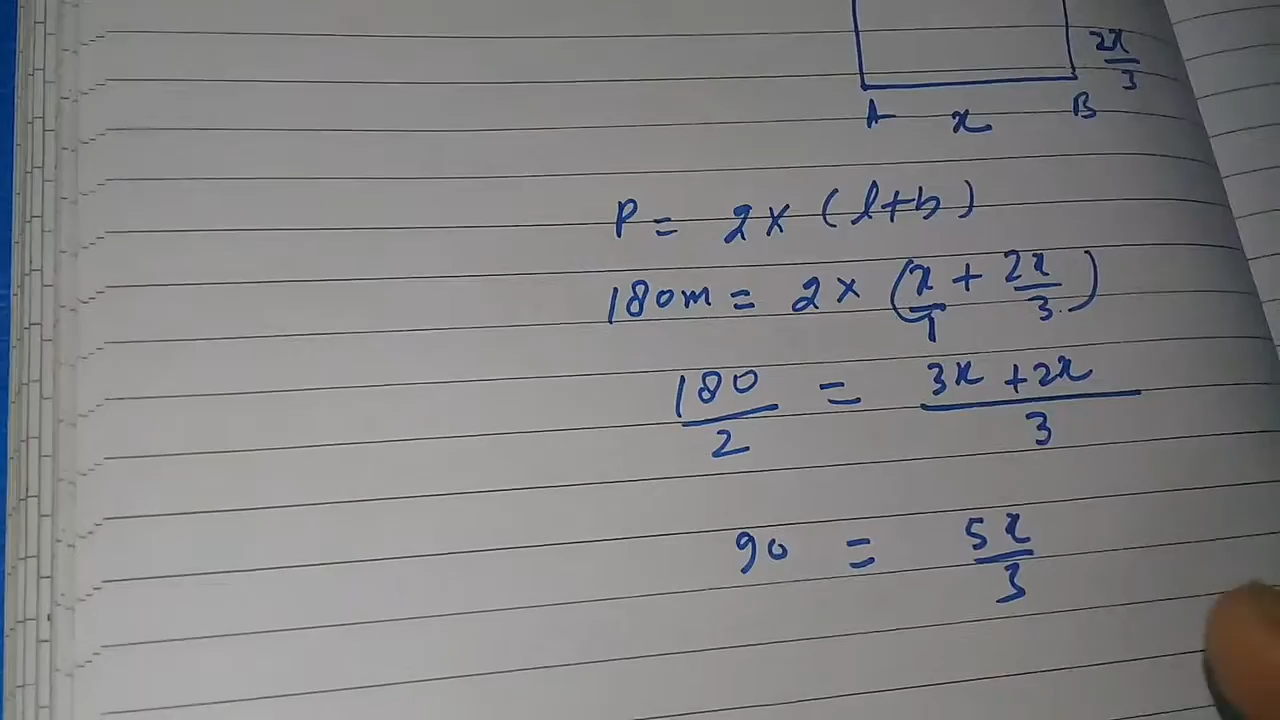 2x/3
A x B
P = 2 × (l+b)
180m = 2 × (x/1 + 2x/3)
180/2 = 3x + 2x/3
90 = 5x/3